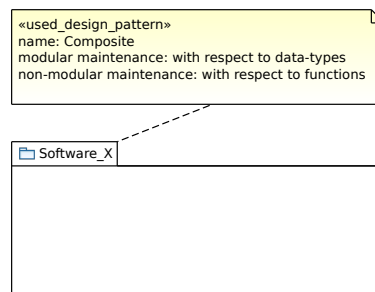 «used_design_pattern»
name: Composite
modular maintenance: with respect to data-types
non-modular maintenance: with respect to functions
Software_X